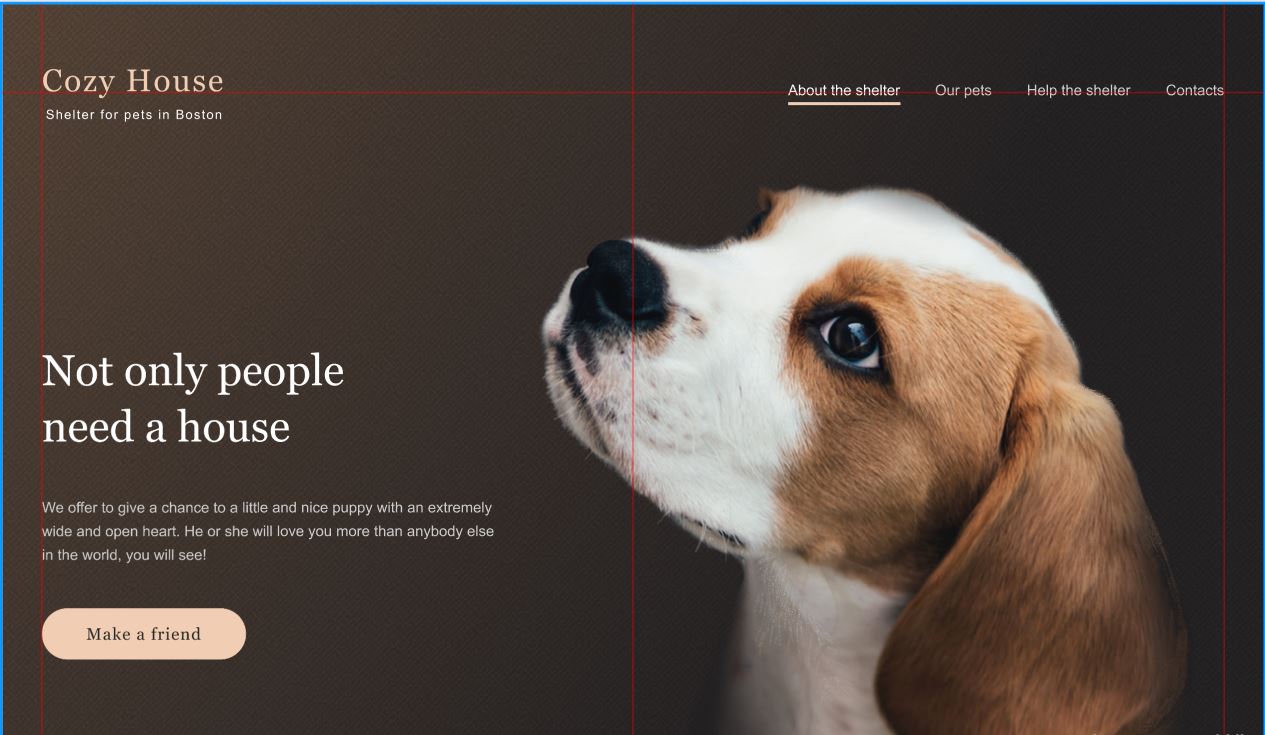 Cozy House
Shelter for pets in Boston
About the shelter
Our pets
Help the shelter
Contacts
Not only people
need a house
We offer to give a chance to a little and nice puppy with an extremely
wide and open heart. He or she will love you more than anybody else
in the world, you will see!
Make a friend